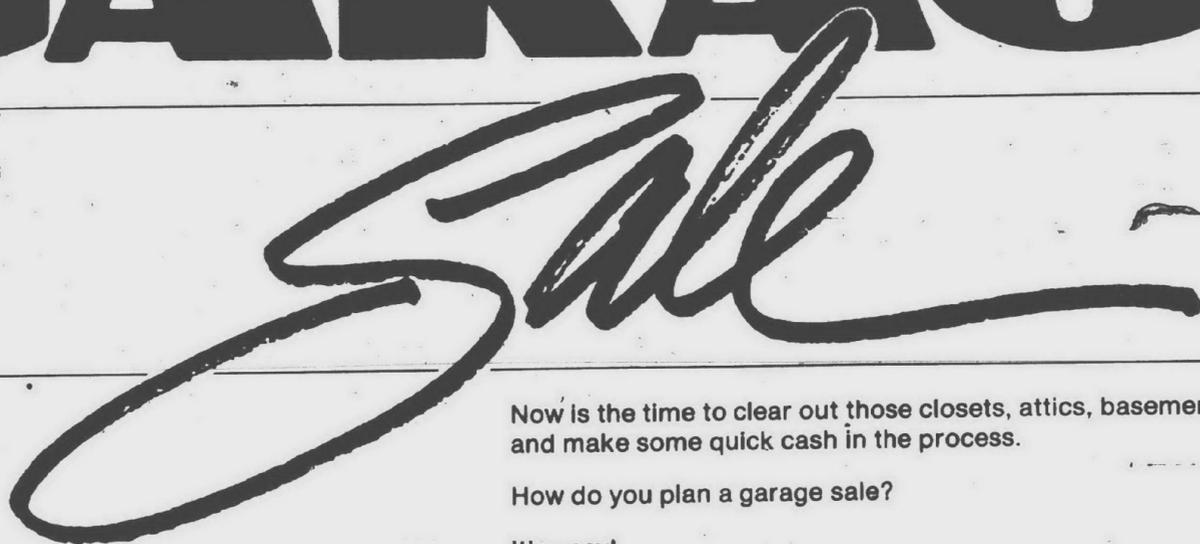 Sale
Now is the time to clear out those closets, attics,
and make some quick cash in the process.
How do you plan a garage sale?